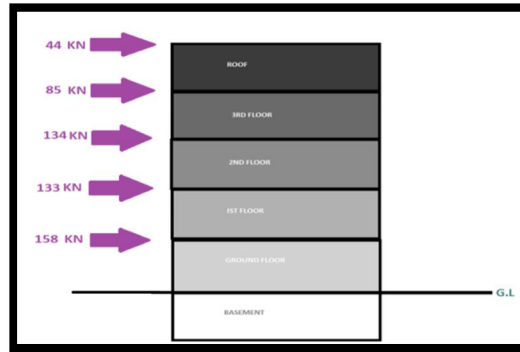 44 KN
ROOF
85 KN
3RD FLOOR
134 KN
2ND FLOOR
133 KN
IST FLOOR
158 KN
GROUND FLOOR
G.L
BASEMENT